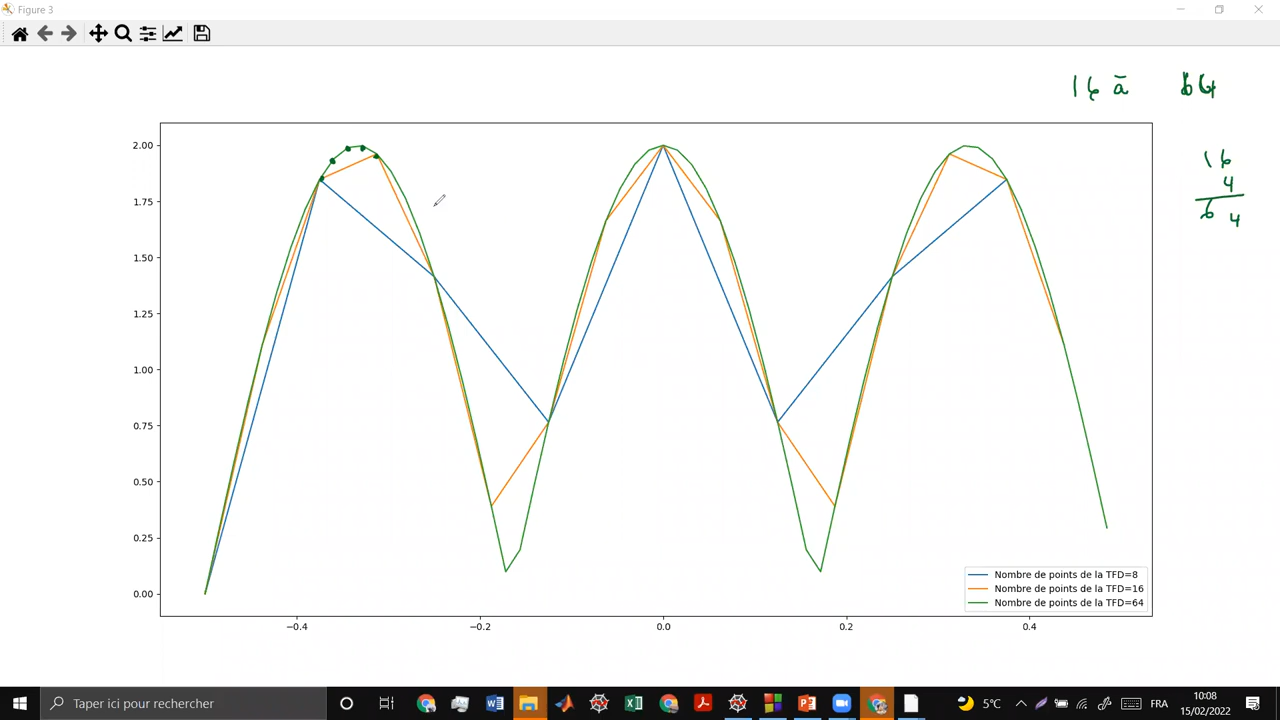 Figure 3
16 à 64
16
4
64
2.00
1.75
1.50
1.25
1.00
0.75
0.50
0.25
0.00
−0.4 −0.2 0.0 0.2 0.4
Nombre de points de la TFD=8
Nombre de points de la TFD=16
Nombre de points de la TFD=64
Taper ici pour rechercher
5°C
FRA
10:08
15/02/2022